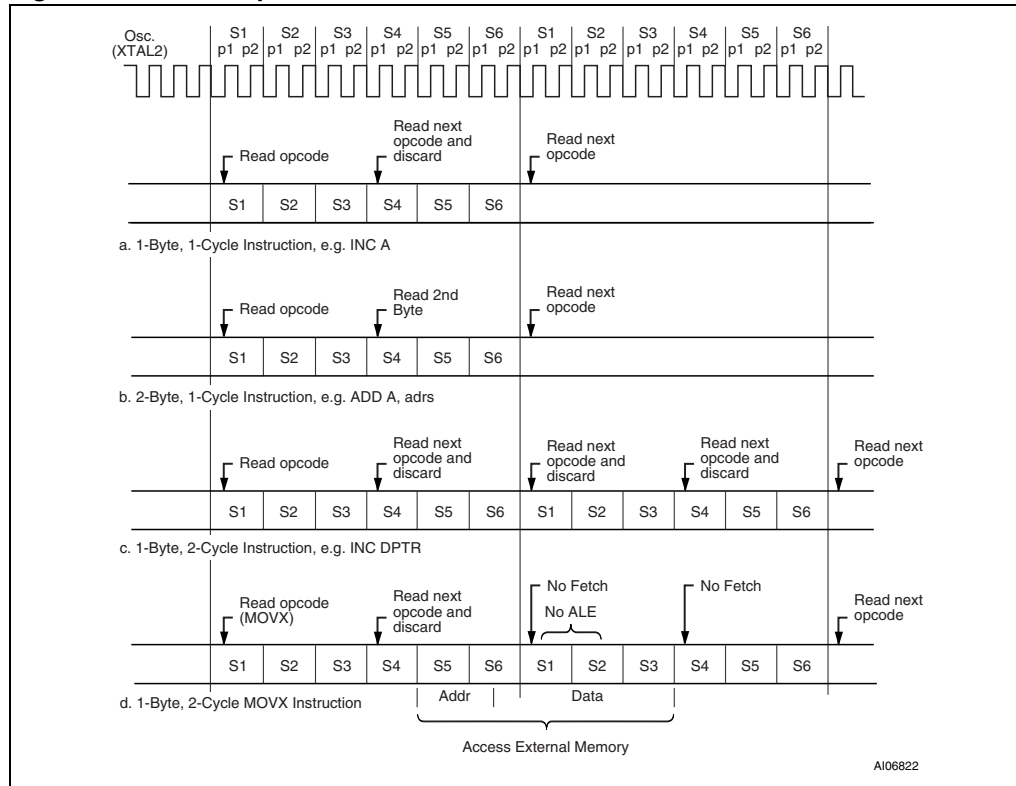 Osc.
(XTAL2)
S1 S2 S3 S4 S5 S6 S1 S2 S3 S4 S5 S6
p1 p2 p1 p2 p1 p2 p1 p2 p1 p2 p1 p2 p1 p2 p1 p2 p1 p2 p1 p2 p1 p2 p1 p2
Read opcode
Read next
opcode and
discard
Read next
opcode
S1 S2 S3 S4 S5 S6
a. 1-Byte, 1-Cycle Instruction, e.g. INC A
Read opcode
Read 2nd
Byte
Read next
opcode
S1 S2 S3 S4 S5 S6
b. 2-Byte, 1-Cycle Instruction, e.g. ADD A, adrs
Read opcode
Read next
opcode and
discard
Read next
opcode and
discard
Read next
opcode and
discard
Read next
opcode
S1 S2 S3 S4 S5 S6 S1 S2 S3 S4 S5 S6
c. 1-Byte, 2-Cycle Instruction, e.g. INC DPTR
Read opcode
(MOVX)
Read next
opcode and
discard
No Fetch
No ALE
No Fetch
Read next
opcode
S1 S2 S3 S4 S5 S6 S1 S2 S3 S4 S5 S6
d. 1-Byte, 2-Cycle MOVX Instruction
Addr
Data
Access External Memory
AI06822